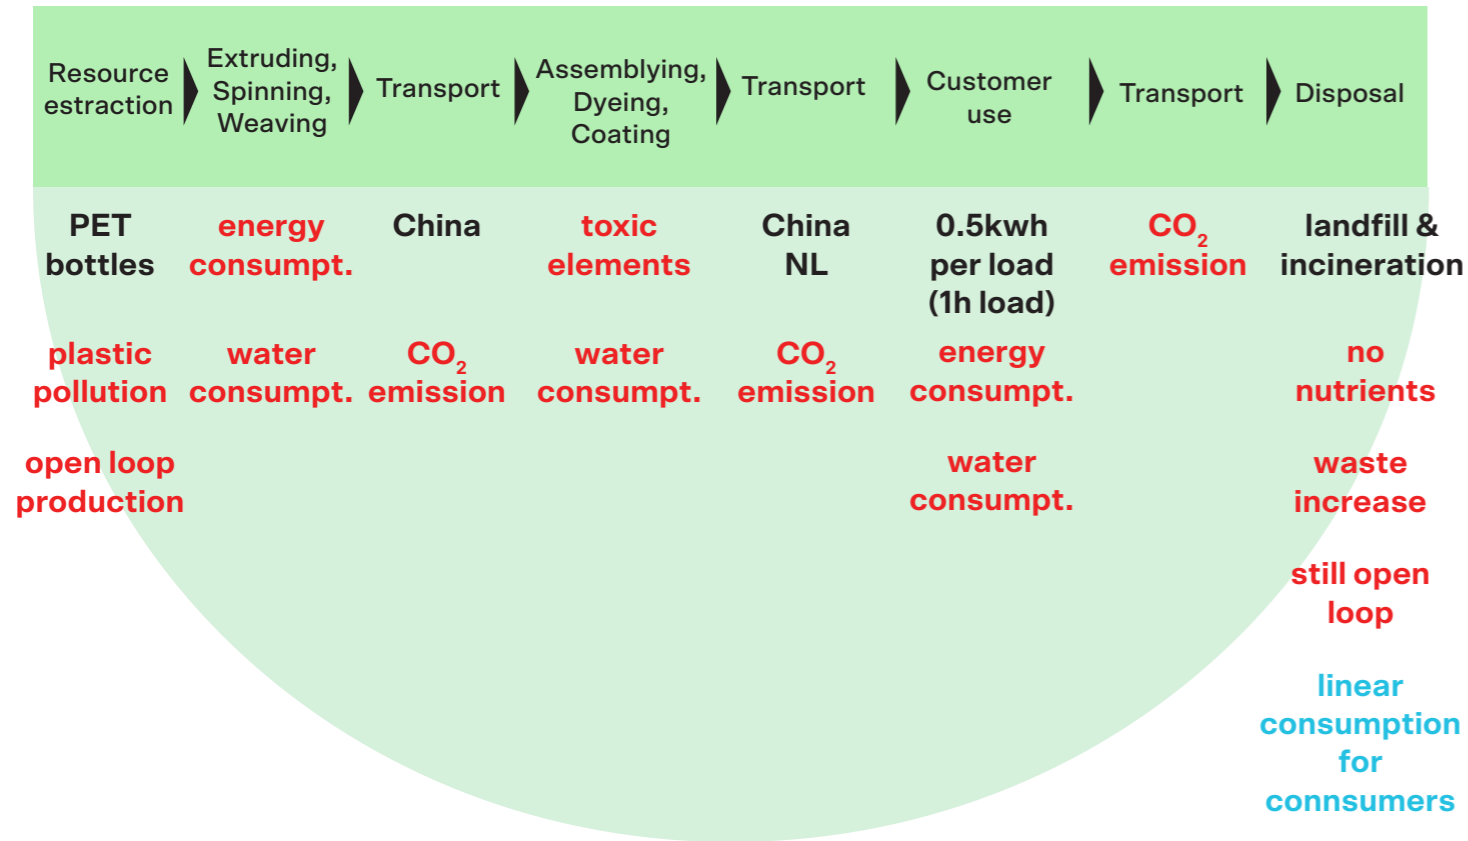 Resource
estraction
Extruding,
Spinning,
Weaving
Transport
Assemblying,
Dyeing,
Coating
Transport
Customer
use
Transport
Disposal
PET
bottles
plastic
pollution
open loop
production
energy
consumpt.
water
consumpt.
China
CO2
emission
toxic
elements
water
consumpt.
China
NL
CO2
emission
0.5kwh
per load
(1h load)
energy
consumpt.
water
consumpt.
CO2
emission
landfill &
incineration
no
nutrients
waste
increase
still open
loop
linear
consumption
for
connsumers